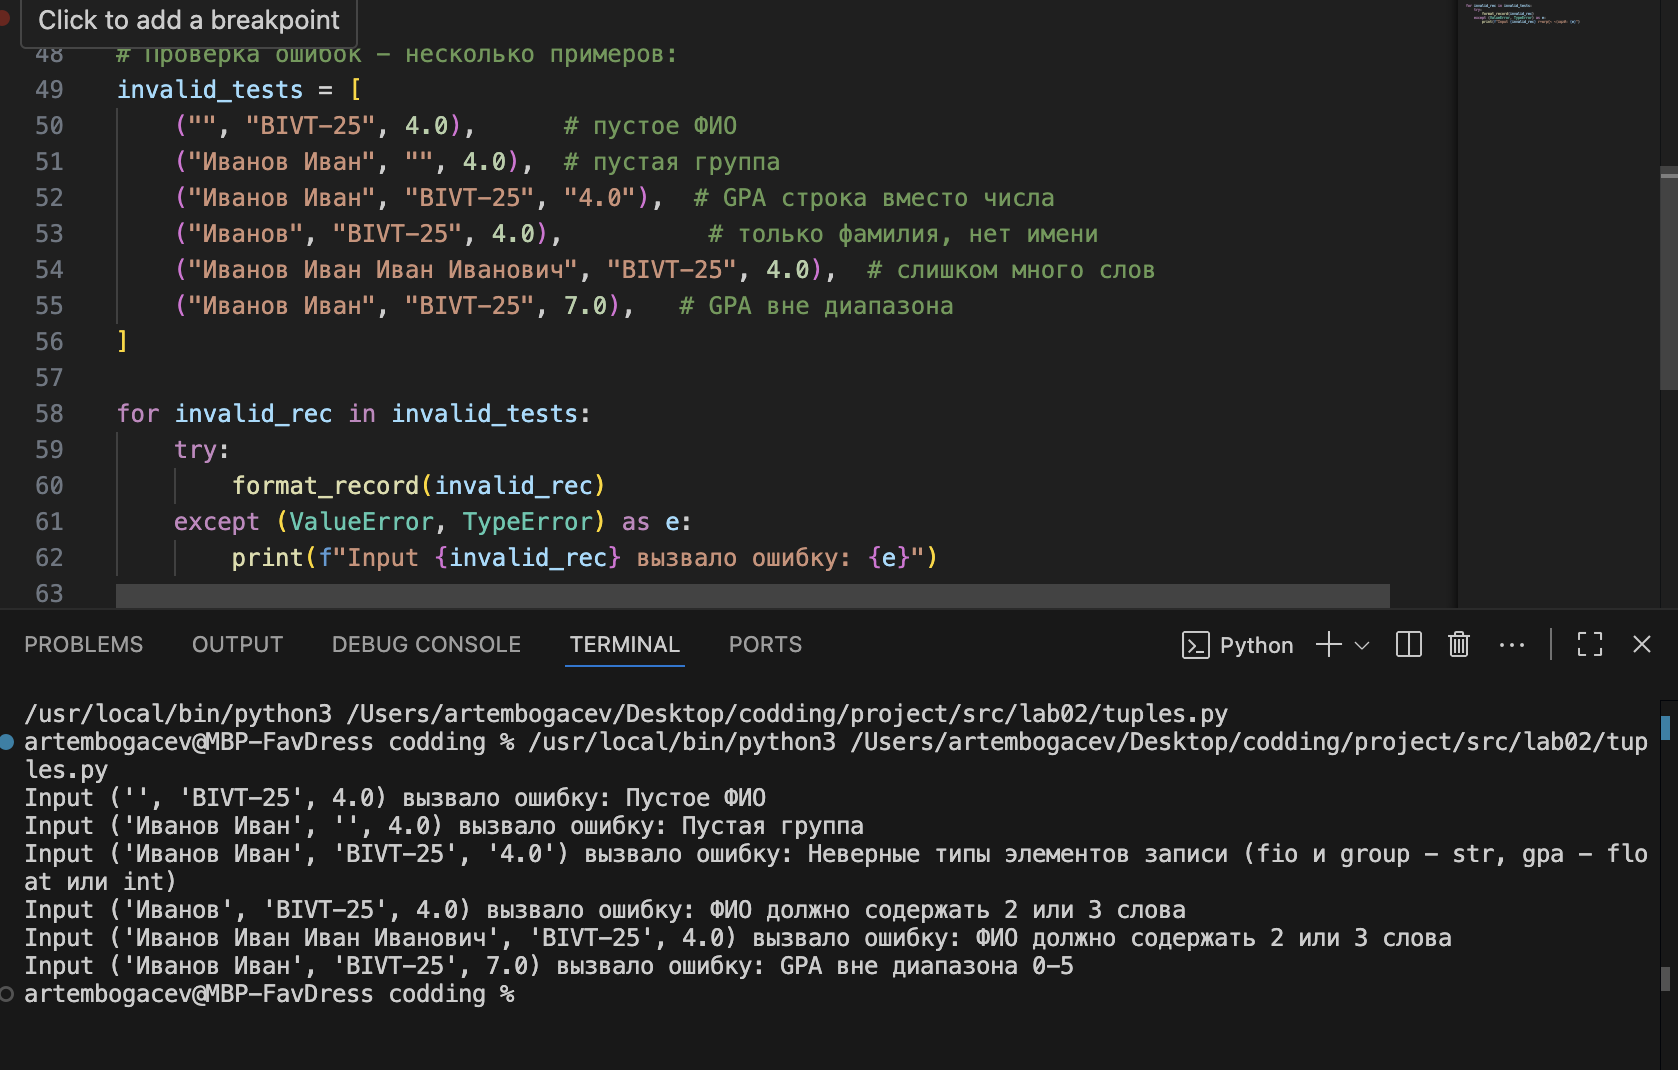 Click to add a breakpoint
48 # Проверка ошибок – несколько примеров:
49 invalid_tests = [
50 ("", "BIVT-25", 4.0), # пустое ФИО
51 ("Иванов Иван", "", 4.0), # пустая группа
52 ("Иванов Иван", "BIVT-25", "4.0"), # GPA строка вместо числа
53 ("Иванов", "BIVT-25", 4.0), # только фамилия, нет имени
54 ("Иванов Иван Иван Иванович", "BIVT-25", 4.0), # слишком много слов
55 ("Иванов Иван", "BIVT-25", 7.0), # GPA вне диапазона
56 ]
57
58 for invalid_rec in invalid_tests:
59 try:
60 format_record(invalid_rec)
61 except (ValueError, TypeError) as e:
62 print(f"Input {invalid_rec} вызвало ошибку: {e}")
63
PROBLEMS OUTPUT DEBUG CONSOLE TERMINAL PORTS Python
/usr/local/bin/python3 /Users/artembogacev/Desktop/codding/project/src/lab02/tuples.py
artembogacev@MBP-FavDress codding % /usr/local/bin/python3 /Users/artembogacev/Desktop/codding/project/src/lab02/tup
les.py
Input ('', 'BIVT-25', 4.0) вызвало ошибку: Пустое ФИО
Input ('Иванов Иван', '', 4.0) вызвало ошибку: Пустая группа
Input ('Иванов Иван', 'BIVT-25', '4.0') вызвало ошибку: Неверные типы элементов записи (fio и group – str, gpa – flo
at или int)
Input ('Иванов', 'BIVT-25', 4.0) вызвало ошибку: ФИО должно содержать 2 или 3 слова
Input ('Иванов Иван Иван Иванович', 'BIVT-25', 4.0) вызвало ошибку: ФИО должно содержать 2 или 3 слова
Input ('Иванов Иван', 'BIVT-25', 7.0) вызвало ошибку: GPA вне диапазона 0–5
artembogacev@MBP-FavDress codding %